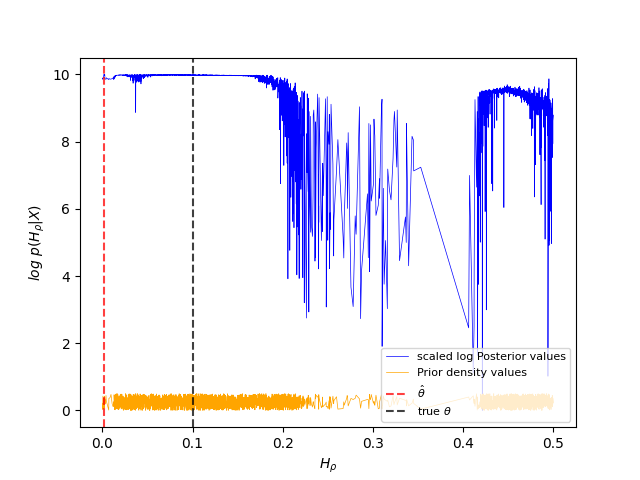 10
8
6
4
2
0
log p(H_ρ|X)
scaled log Posterior values
Prior density values
θ̂
true θ
0.0 0.1 0.2 0.3 0.4 0.5
H_ρ